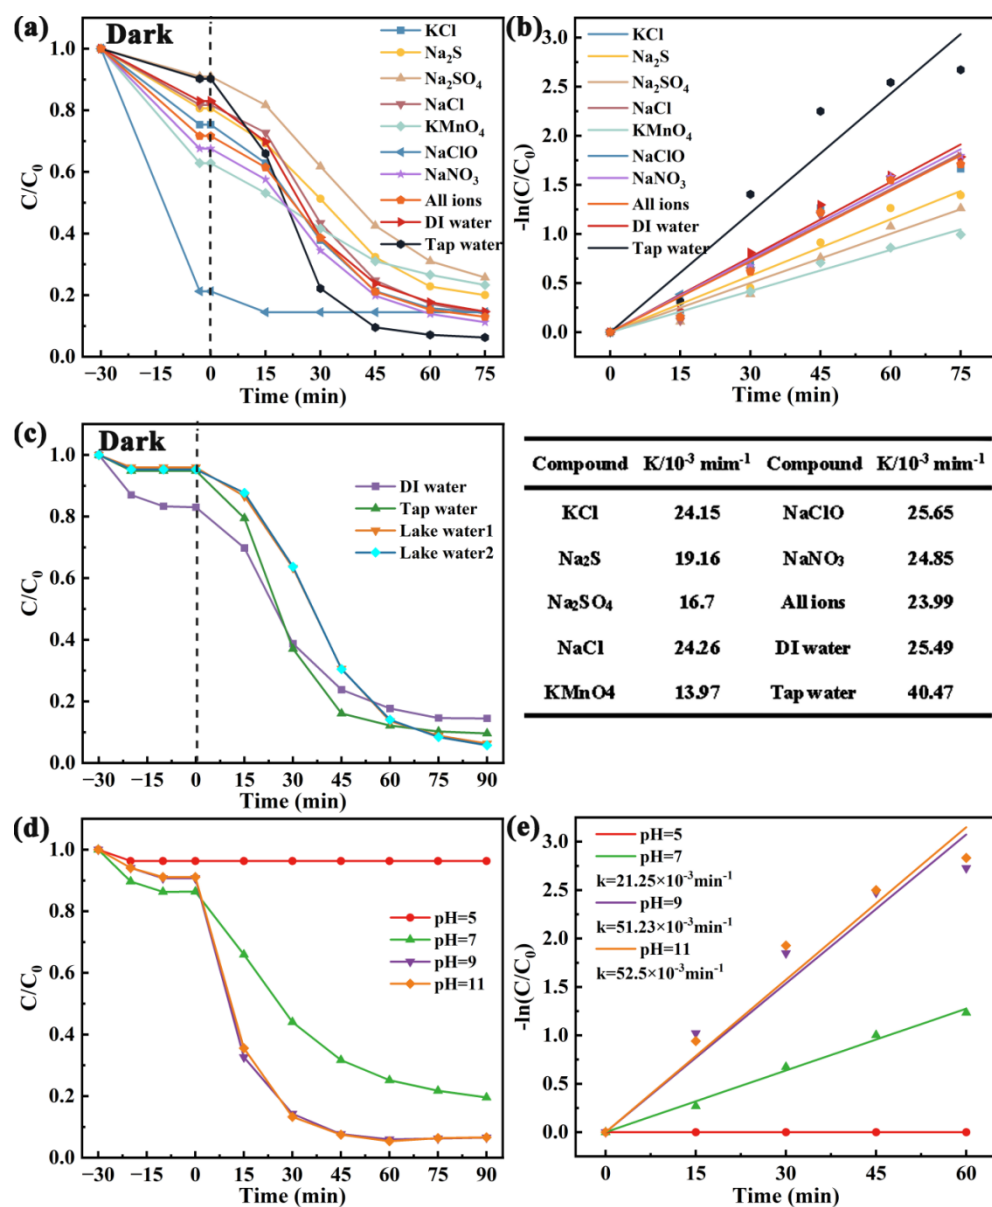 (a)
Dark
KCl
Na₂S
Na₂SO₄
NaCl
KMnO₄
NaClO
NaNO₃
All ions
DI water
Tap water
C/C₀
1.0
0.8
0.6
0.4
0.2
0.0
−30
−15
0
15
30
45
60
75
Time (min)
(b)
KCl
Na₂S
Na₂SO₄
NaCl
KMnO₄
NaClO
NaNO₃
All ions
DI water
Tap water
-ln(C/C₀)
3.0
2.5
2.0
1.5
1.0
0.5
0.0
0
15
30
45
60
75
Time (min)
(c)
Dark
DI water
Tap water
Lake water1
Lake water2
C/C₀
1.0
0.8
0.6
0.4
0.2
0.0
−30
−15
0
15
30
45
60
75
90
Time (min)
Compound K/10⁻³ mim⁻¹ Compound K/10⁻³ mim⁻¹
KCl 24.15 NaClO 25.65
Na₂S 19.16 NaNO₃ 24.85
Na₂SO₄ 16.7 All ions 23.99
NaCl 24.26 DI water 25.49
KMnO4 13.97 Tap water 40.47
(d)
pH=5
pH=7
pH=9
pH=11
C/C₀
1.0
0.8
0.6
0.4
0.2
0.0
−30
−15
0
15
30
45
60
75
90
Time (min)
(e)
pH=5
pH=7
k=21.25×10⁻³min⁻¹
pH=9
k=51.23×10⁻³min⁻¹
pH=11
k=52.5×10⁻³min⁻¹
-ln(C/C₀)
3.0
2.5
2.0
1.5
1.0
0.5
0.0
0
15
30
45
60
Time (min)